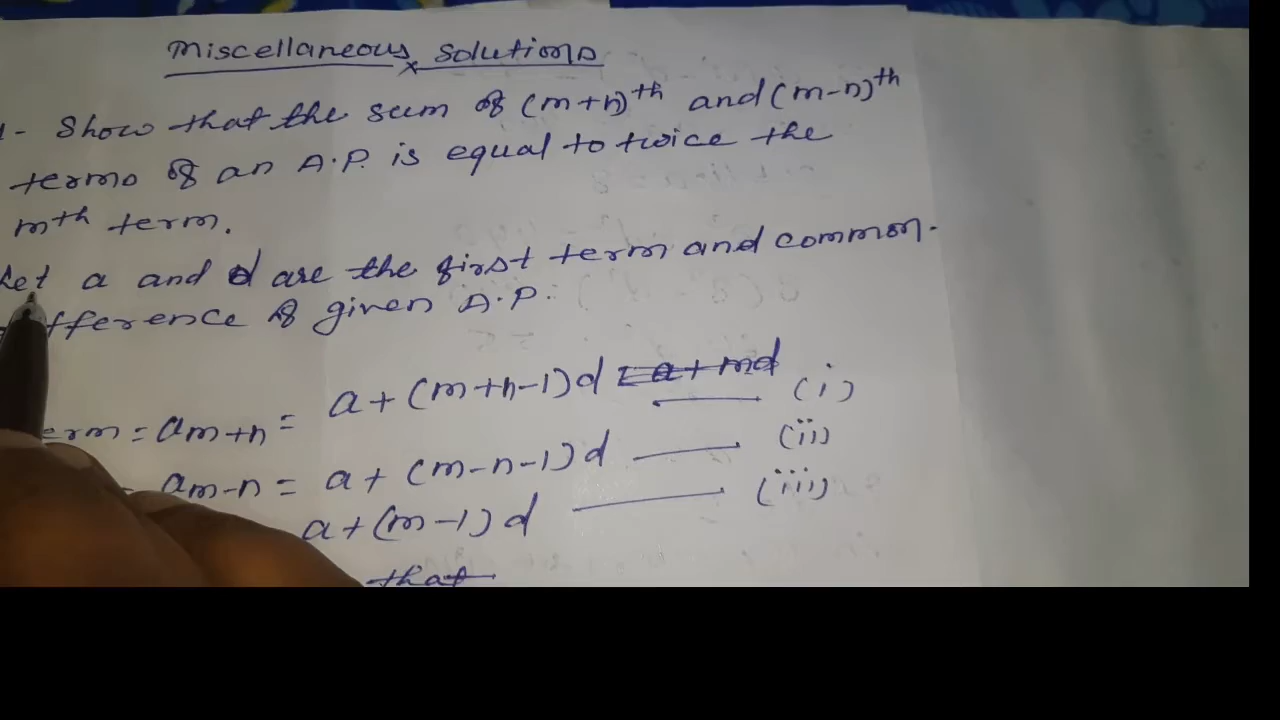 Miscellaneous Solutions
1- Show that the sum of (m+n)th and (m-n)th
terms of an A.P. is equal to twice the
mth term.
Let a and d are the first term and common
difference of given A.P.
term = am+n = a+(m+n-1)d = a+md (i)
am-n = a+(m-n-1)d (ii)
a+(m-1)d (iii)
that